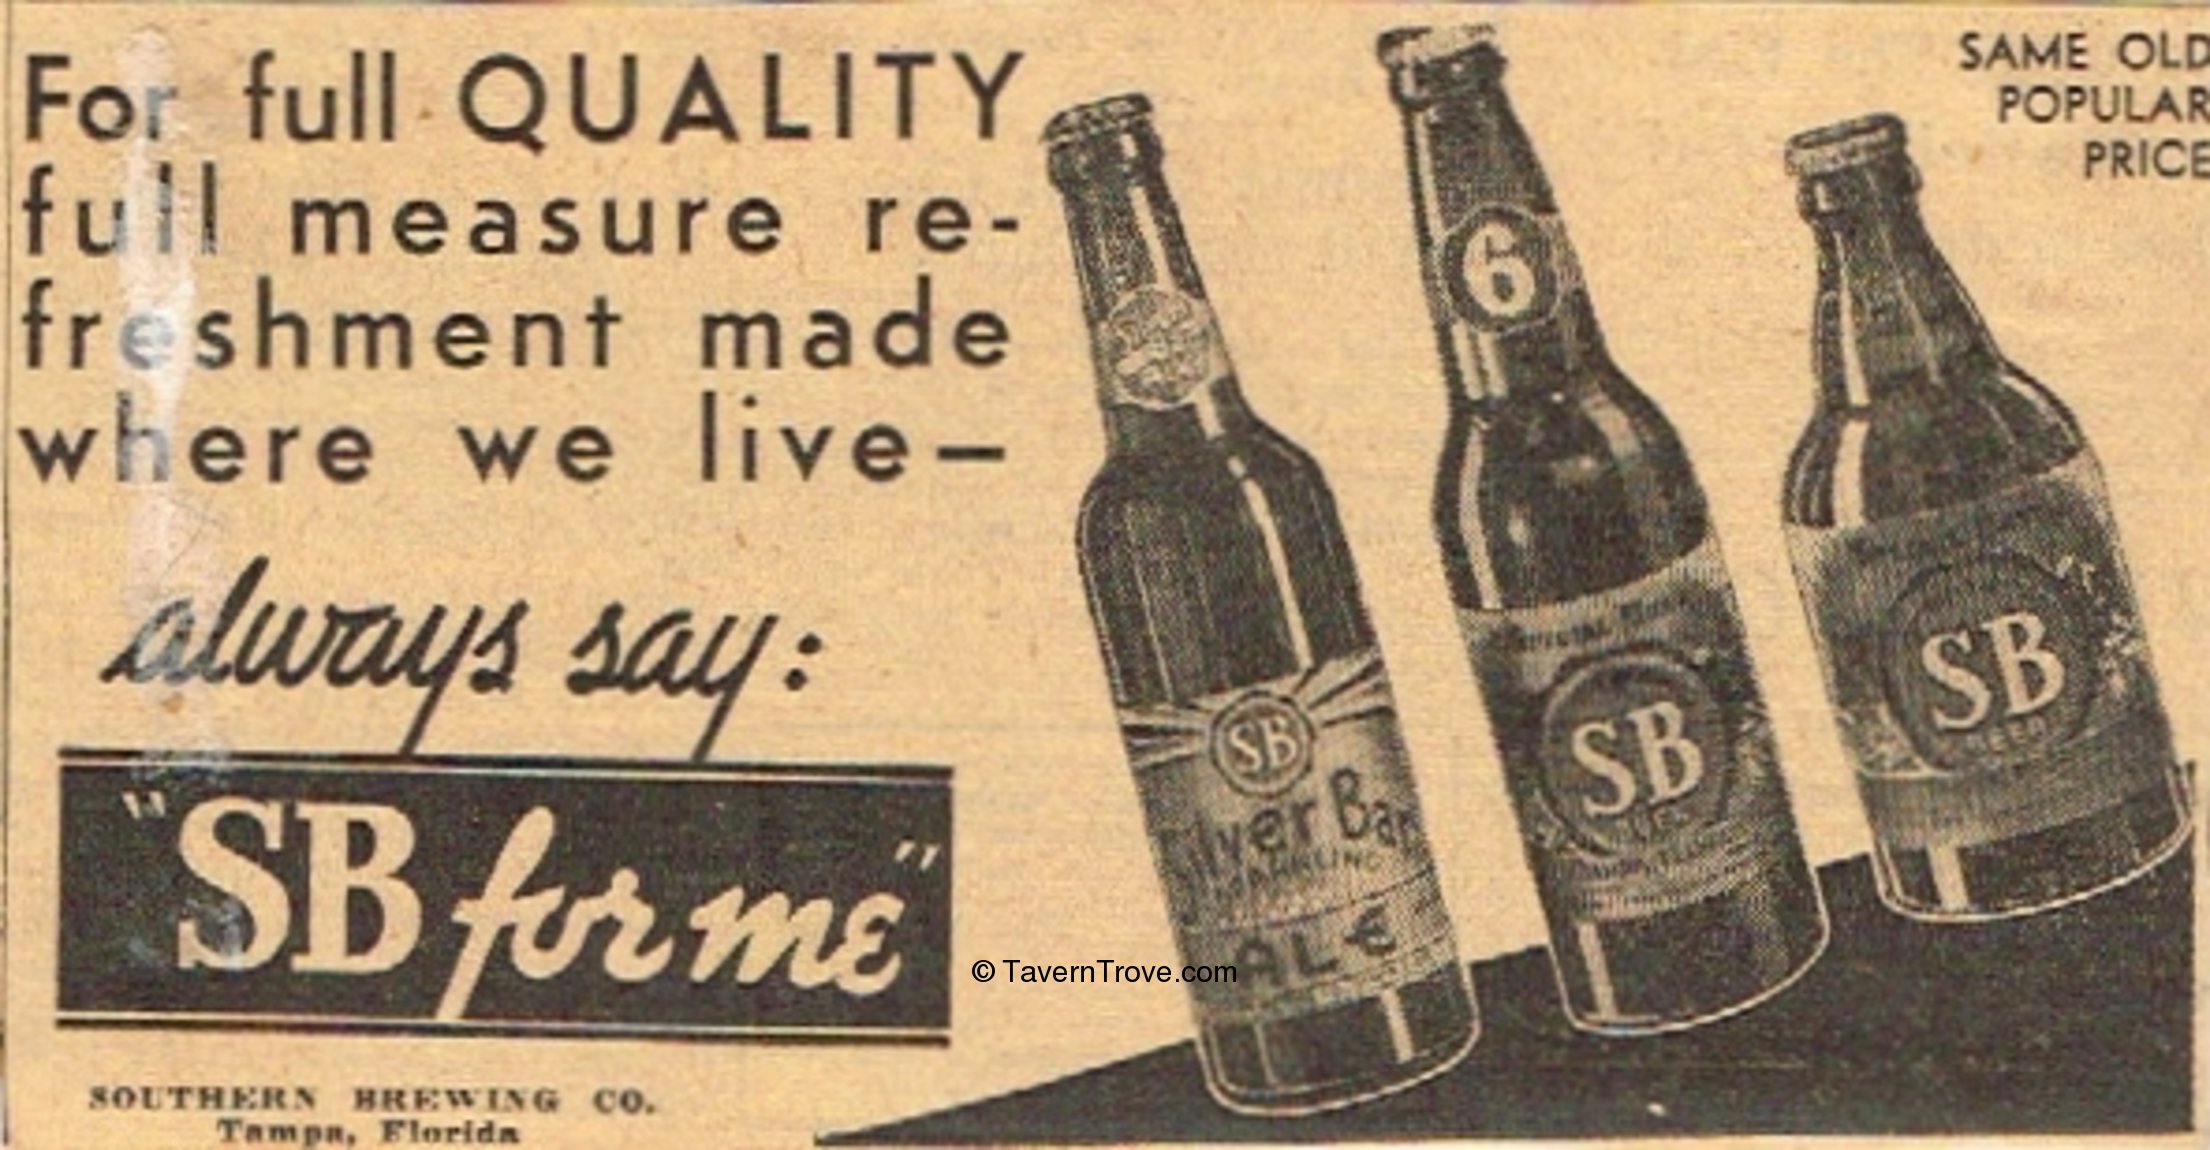 For full QUALITY
full measure re-
freshment made
where we live—
always say:
"SB for me"
SOUTHERN BREWING CO.
Tampa, Florida
SAME OLD
POPULAR
PRICE
6
SB
Silver Bar
SPARKLING
ALE
SB
SB
BEER
© TavernTrove.com